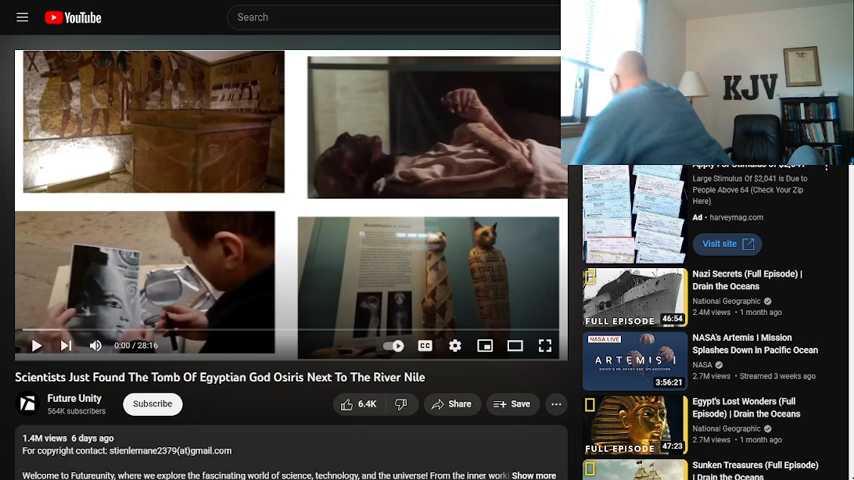 YouTube
Search
KJV
0:00 / 28:16
CC
Scientists Just Found The Tomb Of Egyptian God Osiris Next To The River Nile
Future Unity
564K subscribers
Subscribe
6.4K
Share
Save
1.4M views 6 days ago
For copyright contact: stienlemane2379(at)gmail.com
Welcome to Futureunity, where we explore the fascinating world of science, technology, and the universe! From the inner
Show more
Apply For Stimulus Of $2,041
Large Stimulus Of $2,041 is Due to
People Above 64 (Check Your Zip
Here)
Ad • harveymag.com
Visit site
Nazi Secrets (Full Episode) |
Drain the Oceans
National Geographic
2.4M views • 1 month ago
FULL EPISODE
46:54
NASA's Artemis I Mission
Splashes Down in Pacific Ocean
NASA
2.7M views • Streamed 3 weeks ago
NASA LIVE
ARTEMIS I
3:56:21
Egypt's Lost Wonders (Full
Episode) | Drain the Oceans
National Geographic
2.7M views • 1 month ago
FULL EPISODE
47:23
Sunken Treasures (Full Episode) |
Drain the Oceans